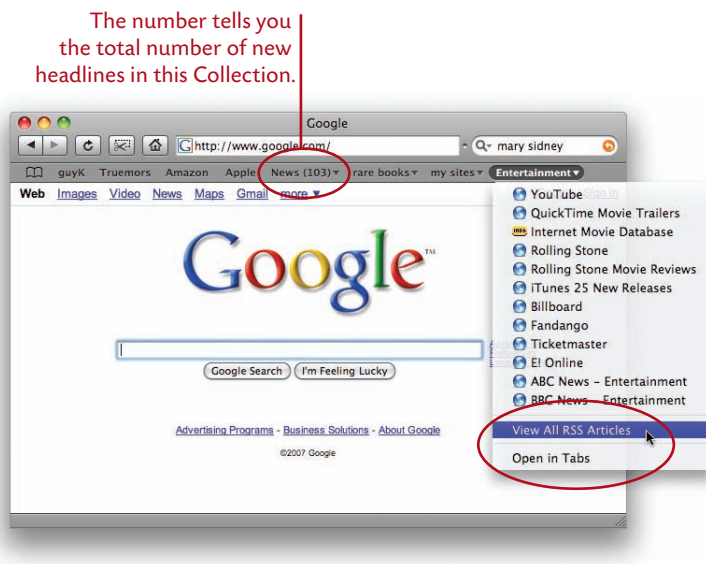 The number tells you
the total number of new
headlines in this Collection.
Google
G http://www.google.com/
mary sidney
guyK Truemors Amazon Apple News (103) rare books my sites Entertainment
Web Images Video News Maps Gmail more
Sign in
YouTube
QuickTime Movie Trailers
Internet Movie Database
Rolling Stone
Rolling Stone Movie Reviews
iTunes 25 New Releases
Billboard
Fandango
Ticketmaster
E! Online
ABC News – Entertainment
BBC News – Entertainment
View All RSS Articles
Open in Tabs
Google™
Google Search I'm Feeling Lucky
Advertising Programs - Business Solutions - About Google
©2007 Google